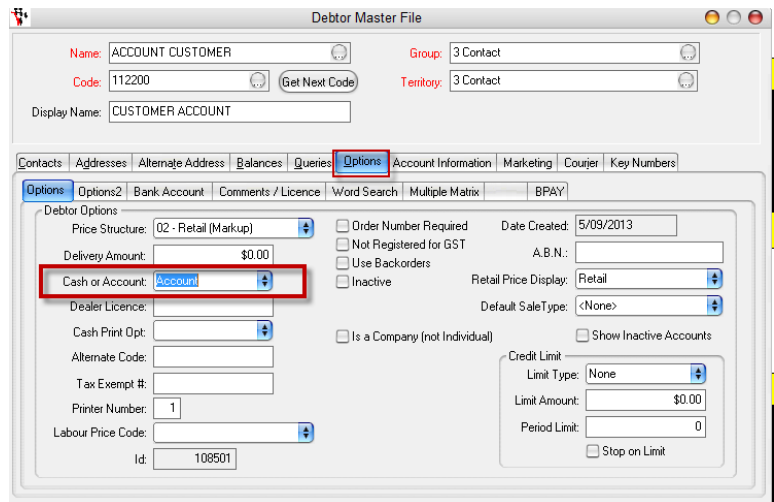 Debtor Master File
Name: ACCOUNT CUSTOMER Group: 3 Contact
Code: 112200 Get Next Code Territory: 3 Contact
Display Name: CUSTOMER ACCOUNT
Contacts Addresses Alternate Address Balances Queries Options Account Information Marketing Courier Key Numbers
Options Options2 Bank Account Comments / Licence Word Search Multiple Matrix BPAY
Debtor Options
Price Structure: 02 - Retail (Markup) Order Number Required Date Created: 5/09/2013
Not Registered for GST
Delivery Amount: $0.00 Use Backorders A.B.N.:
Cash or Account: Account Inactive Retail Price Display: Retail
Dealer Licence: Default SaleType: <None>
Cash Print Opt: Is a Company (not Individual) Show Inactive Accounts
Alternate Code: Credit Limit
Tax Exempt #: Limit Type: None
Printer Number: 1 Limit Amount: $0.00
Labour Price Code: Period Limit: 0
Id: 108501 Stop on Limit